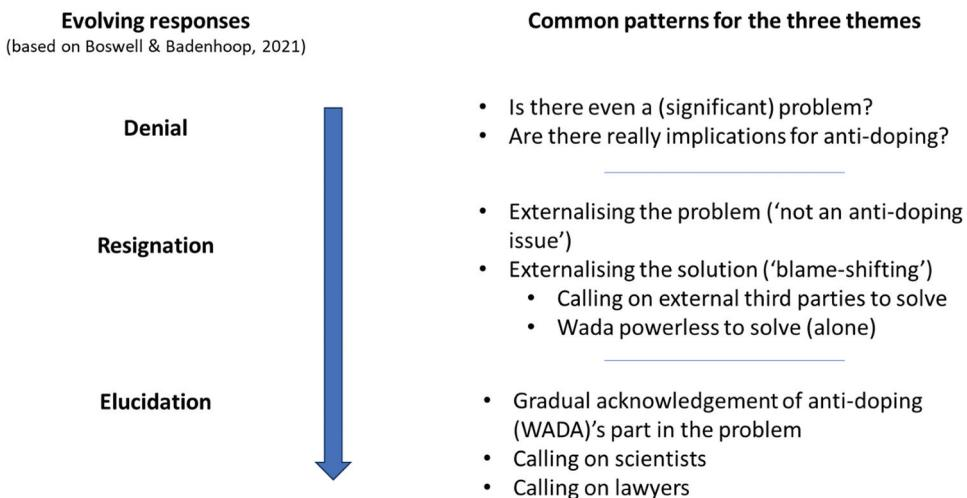 Evolving responses
(based on Boswell & Badenhoop, 2021)
Common patterns for the three themes
Denial
• Is there even a (significant) problem?
• Are there really implications for anti-doping?
Resignation
• Externalising the problem (‘not an anti-doping
issue’)
• Externalising the solution (‘blame-shifting’)
• Calling on external third parties to solve
• Wada powerless to solve (alone)
Elucidation
• Gradual acknowledgement of anti-doping
(WADA)’s part in the problem
• Calling on scientists
• Calling on lawyers